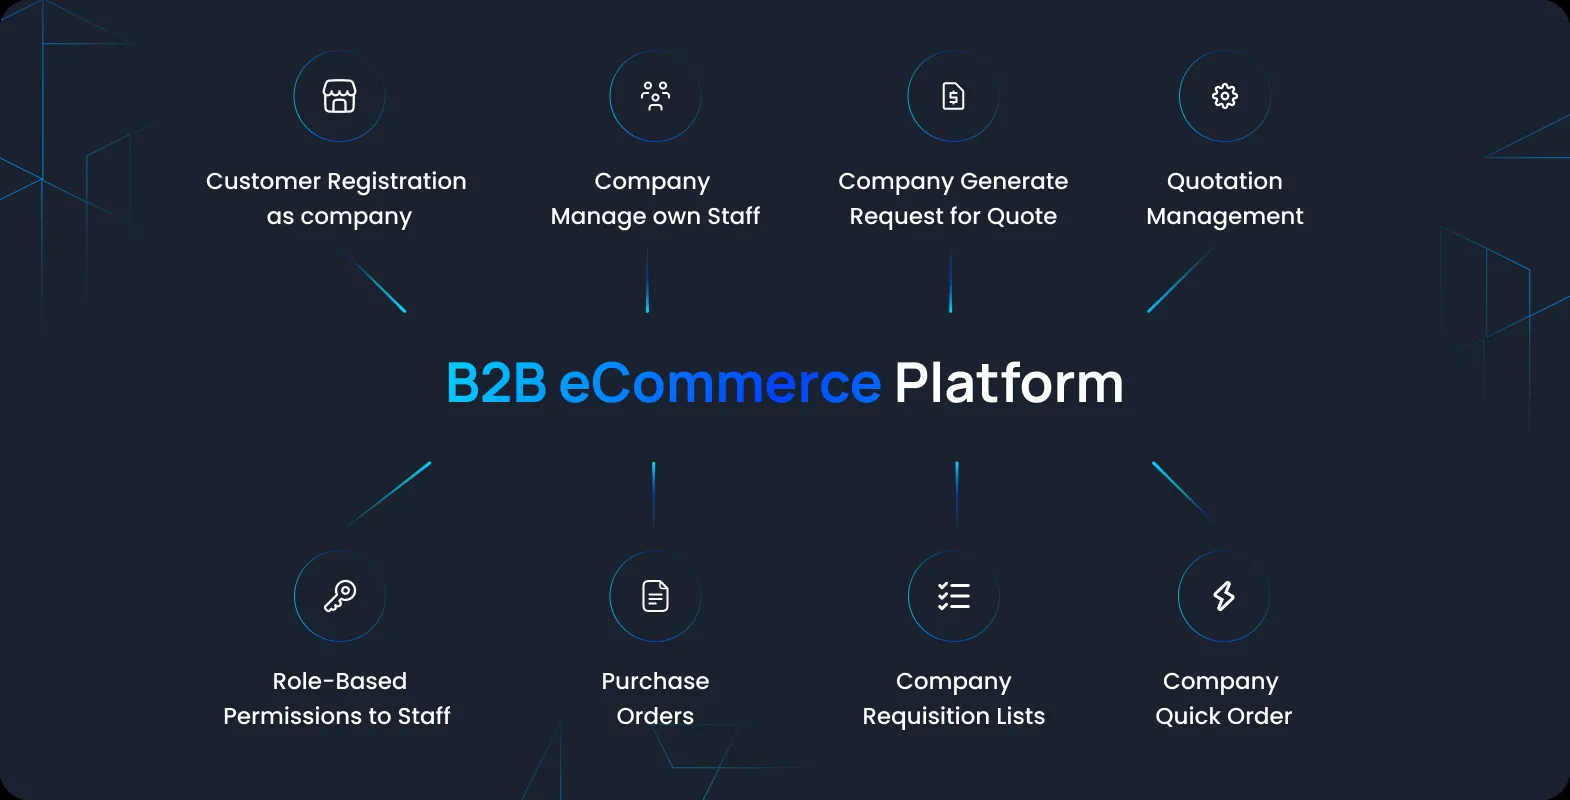 Customer Registration
as company
Company
Manage own Staff
Company Generate
Request for Quote
Quotation
Management
B2B eCommerce Platform
Role-Based
Permissions to Staff
Purchase
Orders
Company
Requisition Lists
Company
Quick Order